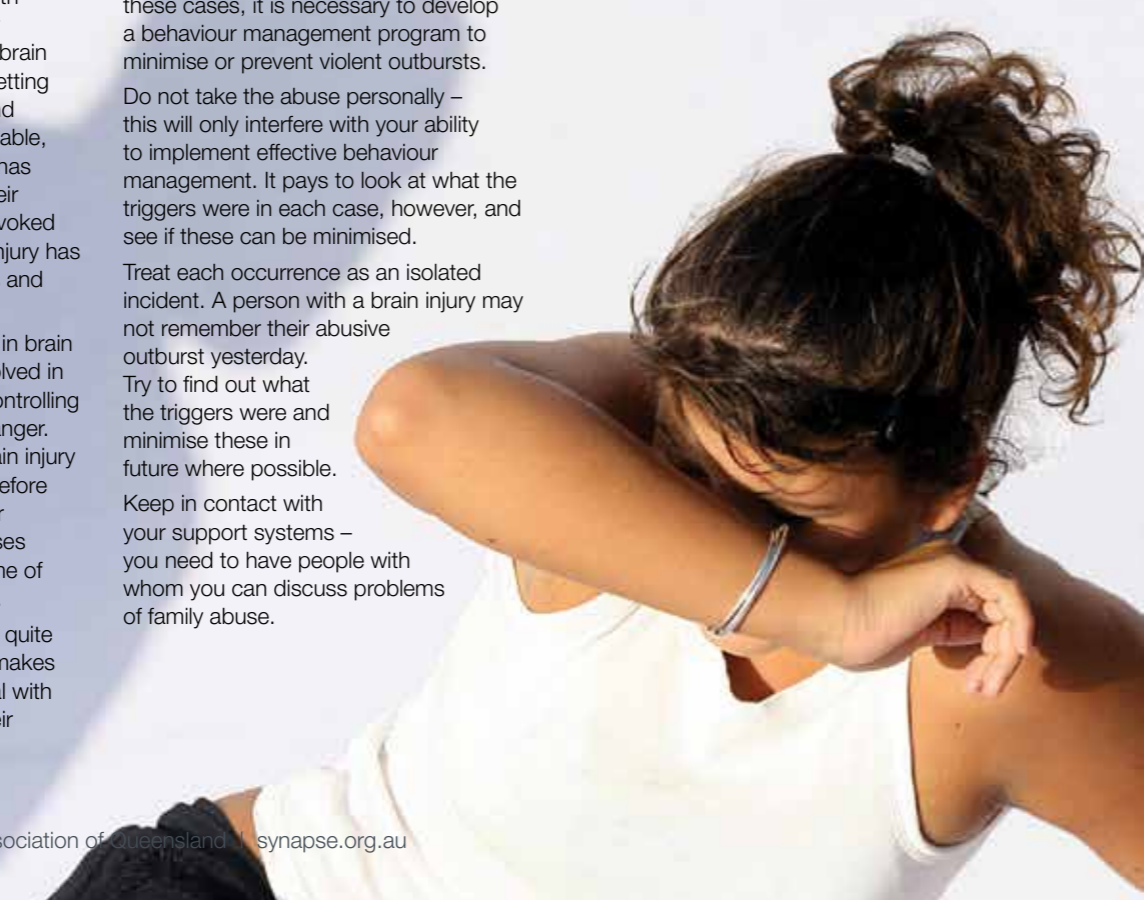 th
brain
etting
nd
able,
has
eir
voked
njury has
and
in brain
olved in
ontrolling
anger.
ain injury
efore
r
ses
ne of
quite
makes
al with
eir
these cases, it is necessary to develop
a behaviour management program to
minimise or prevent violent outbursts.
Do not take the abuse personally –
this will only interfere with your ability
to implement effective behaviour
management. It pays to look at what the
triggers were in each case, however, and
see if these can be minimised.
Treat each occurrence as an isolated
incident. A person with a brain injury may
not remember their abusive
outburst yesterday.
Try to find out what
the triggers were and
minimise these in
future where possible.
Keep in contact with
your support systems –
you need to have people with
whom you can discuss problems
of family abuse.
sociation of Queensland | synapse.org.au